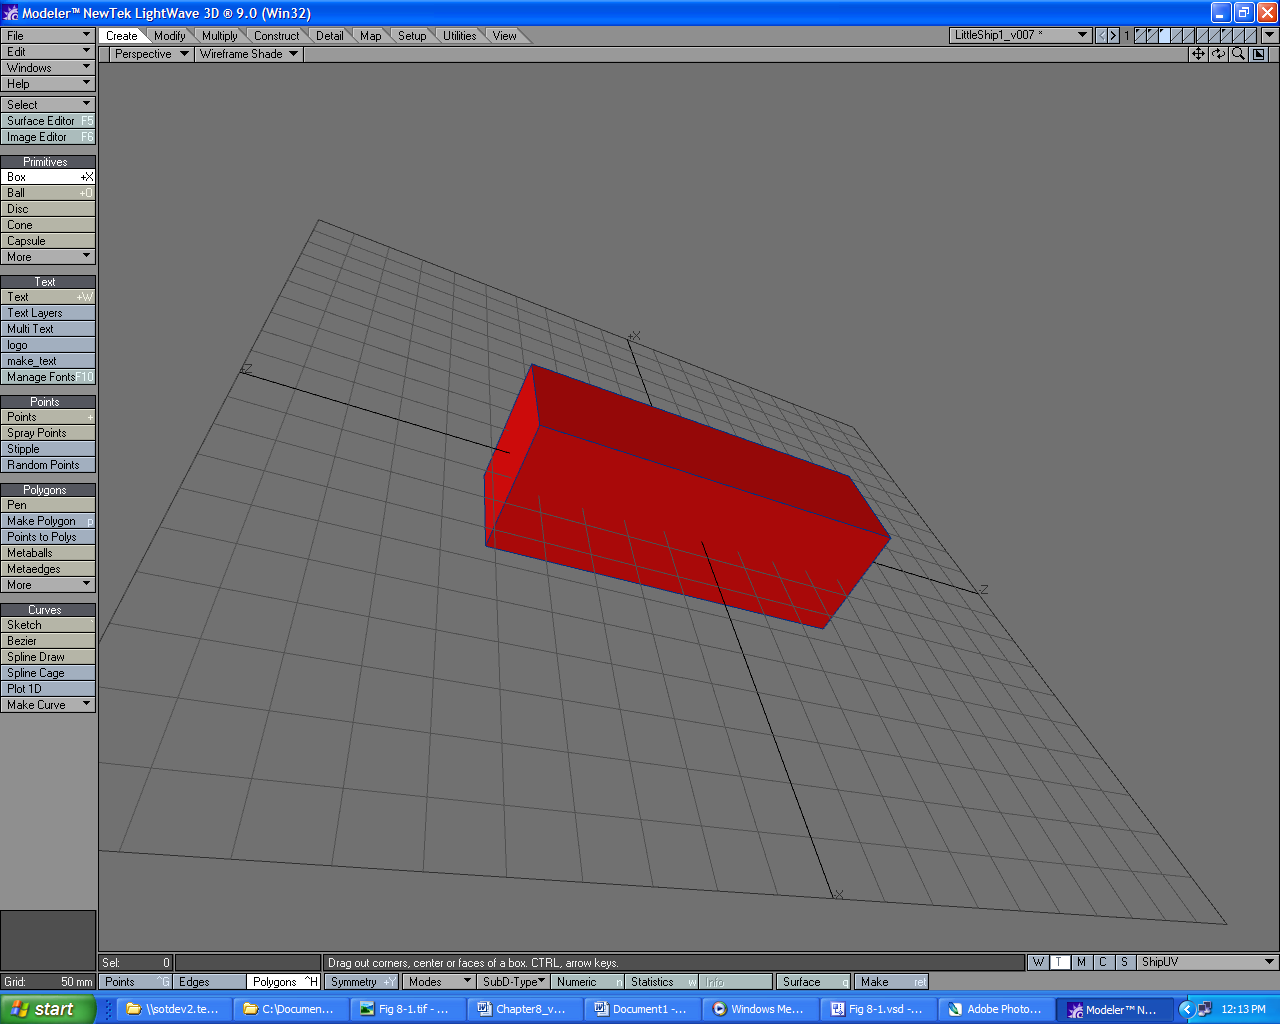 Modeler™ NewTek LightWave 3D ® 9.0 (Win32)
File
Edit
Windows
Help
Select
Surface Editor F5
Image Editor F6
Primitives
Box +X
Ball +O
Disc
Cone
Capsule
More
Text
Text +W
Text Layers
Multi Text
logo
make_text
Manage Fonts F10
Points
Points +
Spray Points
Stipple
Random Points
Polygons
Pen
Make Polygon p
Points to Polys
Metaballs
Metaedges
More
Curves
Sketch `
Bezier
Spline Draw
Spline Cage
Plot 1D
Make Curve
Create Modify Multiply Construct Detail Map Setup Utilities View
LittleShip1_v007 * 1
Perspective Wireframe Shade
+X
+Z
-Z
-X
Sel: 0
Drag out corners, center or faces of a box. CTRL, arrow keys.
W T M C S ShipUV
Grid: 50 mm
Points ^G Edges Polygons ^H Symmetry +Y Modes SubD-Type Numeric n Statistics w Info Surface q Make ret
start \\sotdev2.te... C:\Documen... Fig 8-1.tif - ... Chapter8_v... Document1 -... Windows Me... Fig 8-1.vsd -... Adobe Photo... Modeler™ N... 12:13 PM